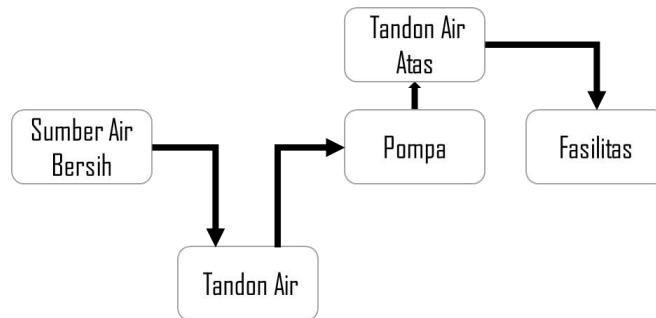 Sumber Air
Bersih
Tandon Air
Pompa
Tandon Air
Atas
Fasilitas